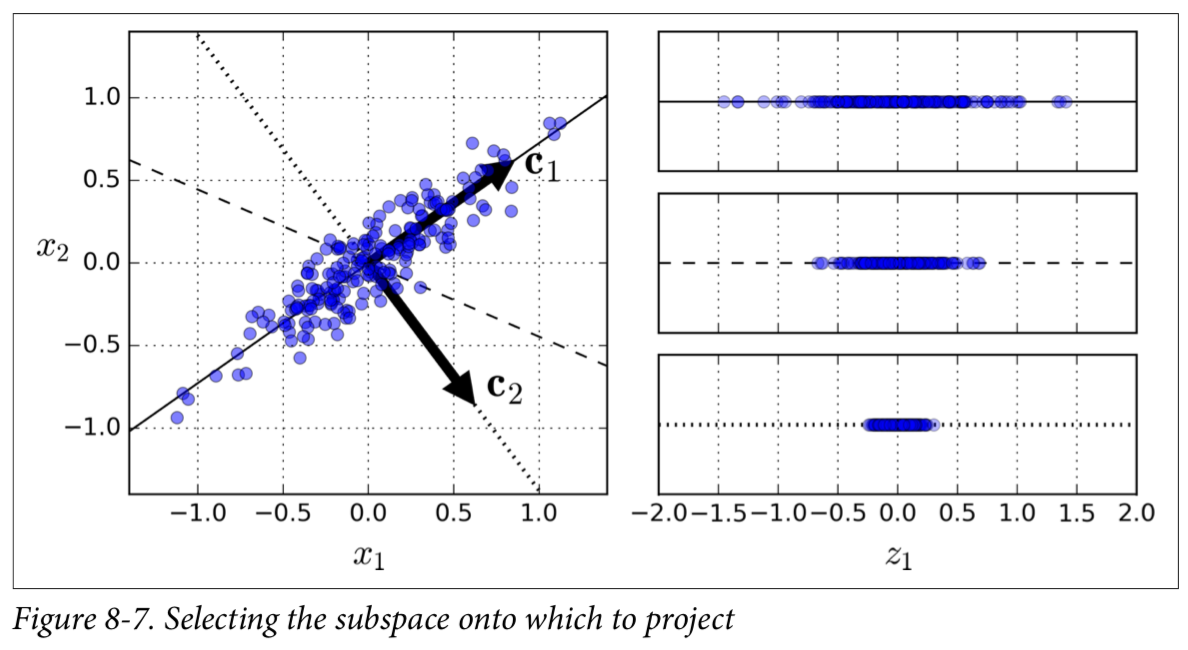 1.0
0.5
x₂
0.0
−0.5
−1.0
c₁
c₂
−1.0 −0.5 0.0 0.5 1.0
x₁
−2.0 −1.5 −1.0 −0.5 0.0 0.5 1.0 1.5 2.0
z₁
Figure 8-7. Selecting the subspace onto which to project